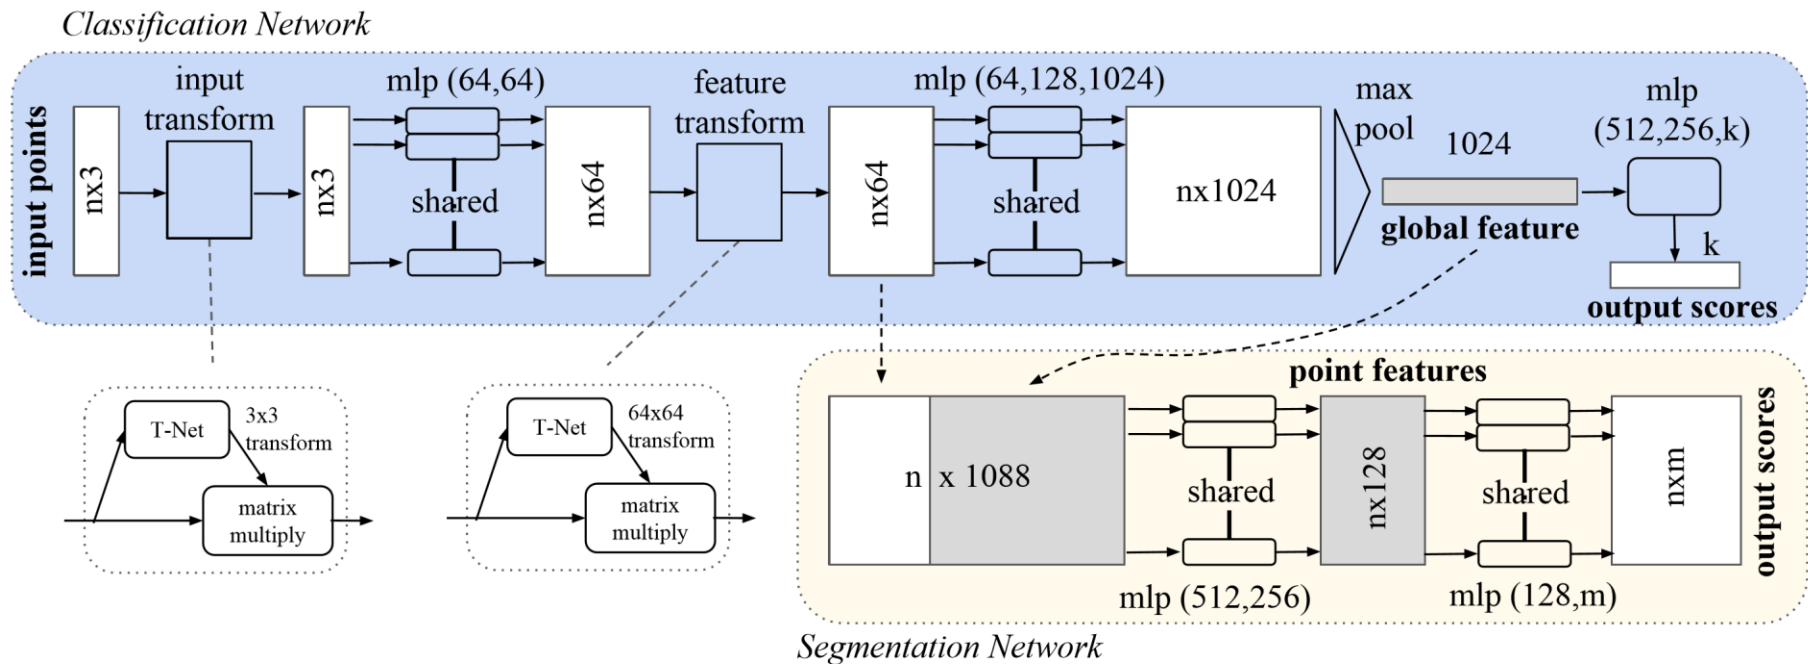 Classification Network
input points
nx3
input
transform
nx3
mlp (64,64)
shared
nx64
feature
transform
nx64
mlp (64,128,1024)
shared
nx1024
max
pool
1024
global feature
mlp
(512,256,k)
k
output scores
T-Net
3x3
transform
matrix
multiply
T-Net
64x64
transform
matrix
multiply
point features
n x 1088
shared
mlp (512,256)
nx128
shared
mlp (128,m)
nxm
output scores
Segmentation Network